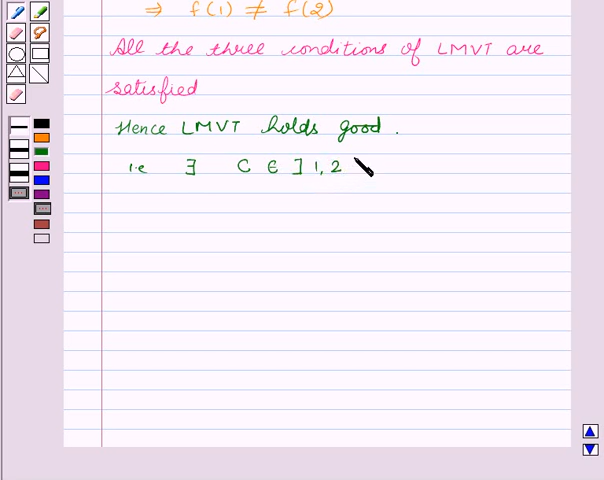 ⇒ f(1) ≠ f(2)
All the three conditions of LMVT are
satisfied
Hence LMVT holds good.
i.e ∃ C ∈ ] 1, 2